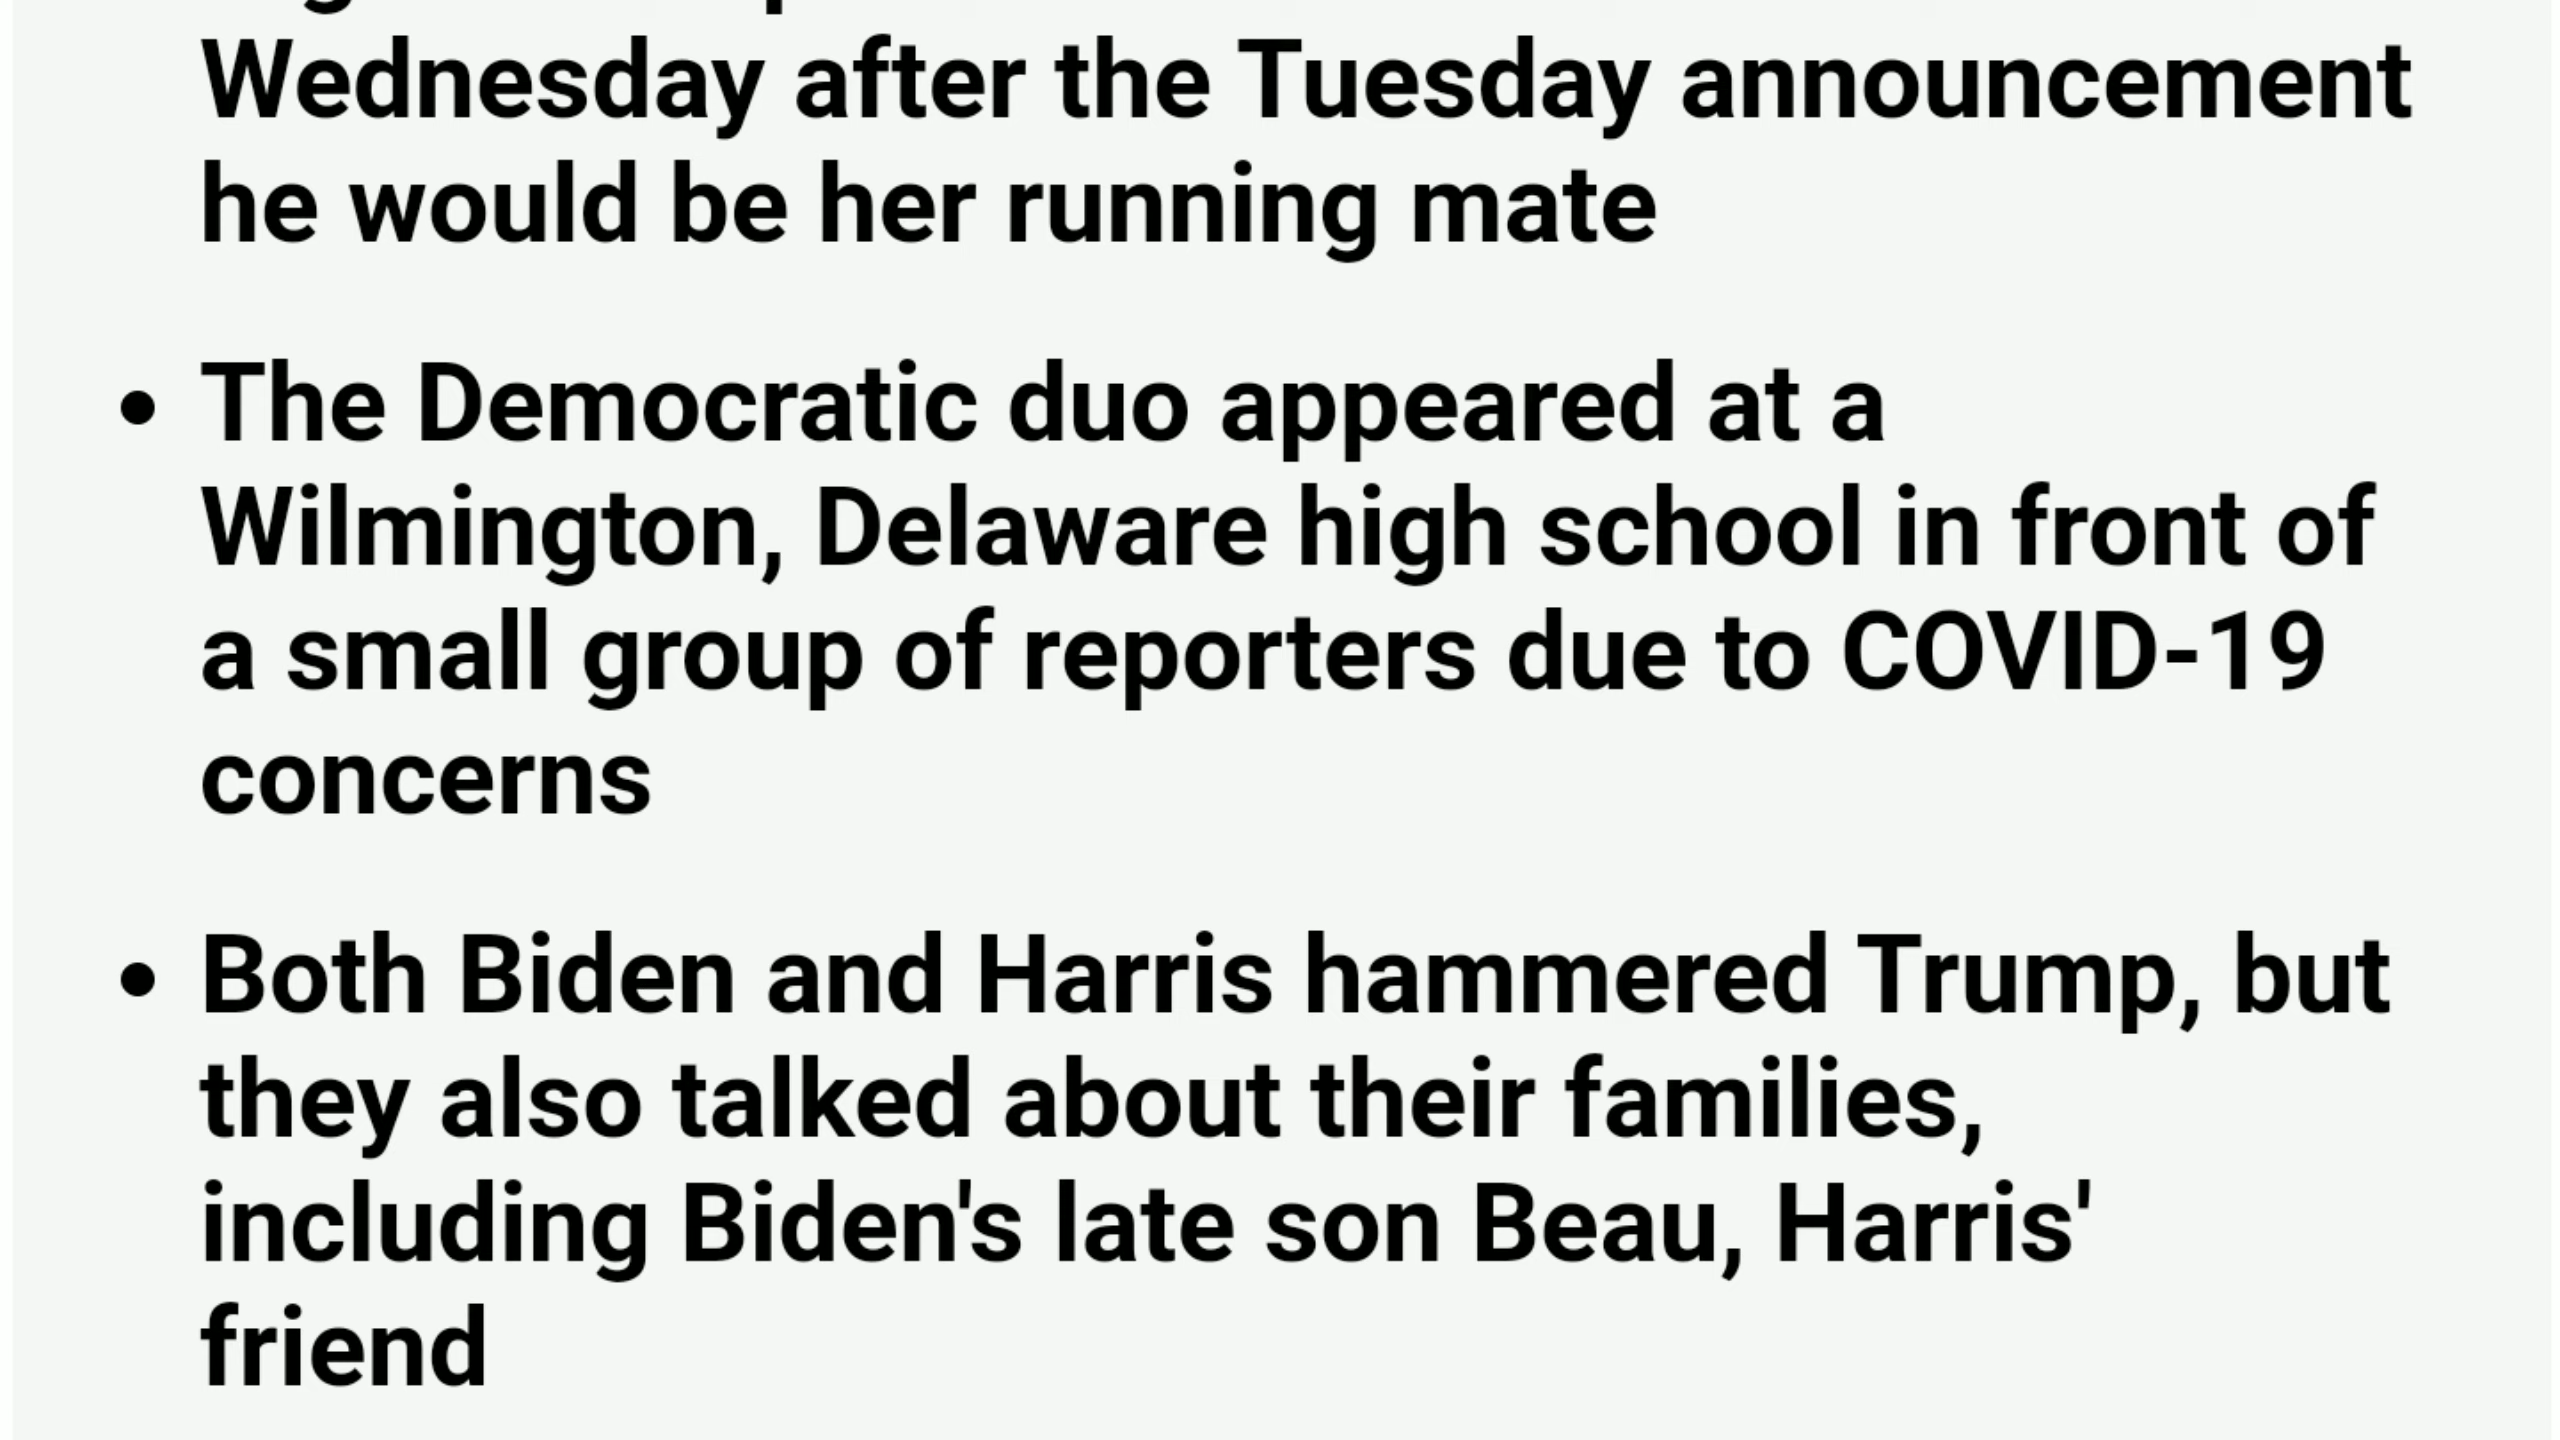 Wednesday after the Tuesday announcement
he would be her running mate
• The Democratic duo appeared at a
Wilmington, Delaware high school in front of
a small group of reporters due to COVID-19
concerns
• Both Biden and Harris hammered Trump, but
they also talked about their families,
including Biden's late son Beau, Harris'
friend